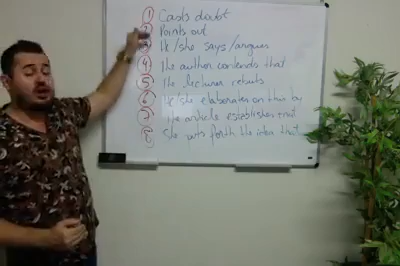 1 Casts doubt
2 Points out
3 He/she says/argues
4 The author contends that
5 The lecturer rebuts
6 He/she elaborates on this by
7 The article establishes that
8 She puts forth the idea that